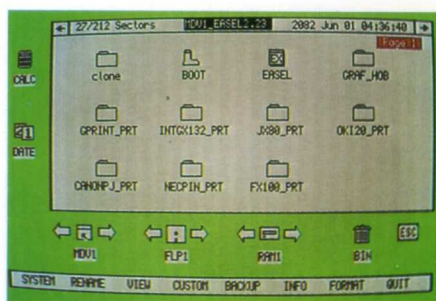 27/212 Sectors MDV1_EASEL2.23 2082 Jun 01 04:36:40
Page 1
CALC
clone BOOT EASEL GRAF_HOB
21
DATE
GPRINT_PRT INTGX132_PRT JX80_PRT OKI20_PRT
CANONPJ_PRT NECPIN_PRT FX100_PRT
MDV1 FLP1 RAM1 BIN ESC
SYSTEM RENAME VIEW CUSTOM BACKUP INFO FORMAT QUIT